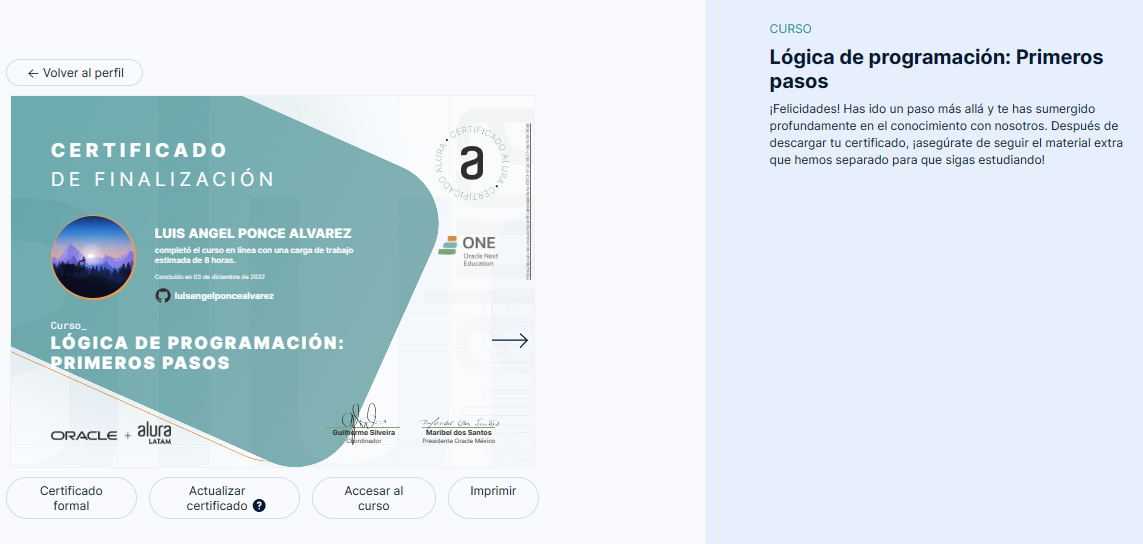 ← Volver al perfil
CERTIFICADO
DE FINALIZACIÓN
LUIS ANGEL PONCE ALVAREZ
completó el curso en línea con una carga de trabajo
estimada de 8 horas.
Concluido en 03 de diciembre de 2022
luisangelponcealvarez
Curso_
LÓGICA DE PROGRAMACIÓN:
PRIMEROS PASOS
ORACLE + alura
LATAM
CERTIFICADO ALURA • CERTIFICADO ALURA •
a
ONE
Oracle Next
Education
Guilherme Silveira
Coordinador
Maribel dos Santos
Presidente Oracle México
Certificado
formal
Actualizar
certificado ?
Accesar al
curso
Imprimir
CURSO
Lógica de programación: Primeros
pasos
¡Felicidades! Has ido un paso más allá y te has sumergido
profundamente en el conocimiento con nosotros. Después de
descargar tu certificado, ¡asegúrate de seguir el material extra
que hemos separado para que sigas estudiando!